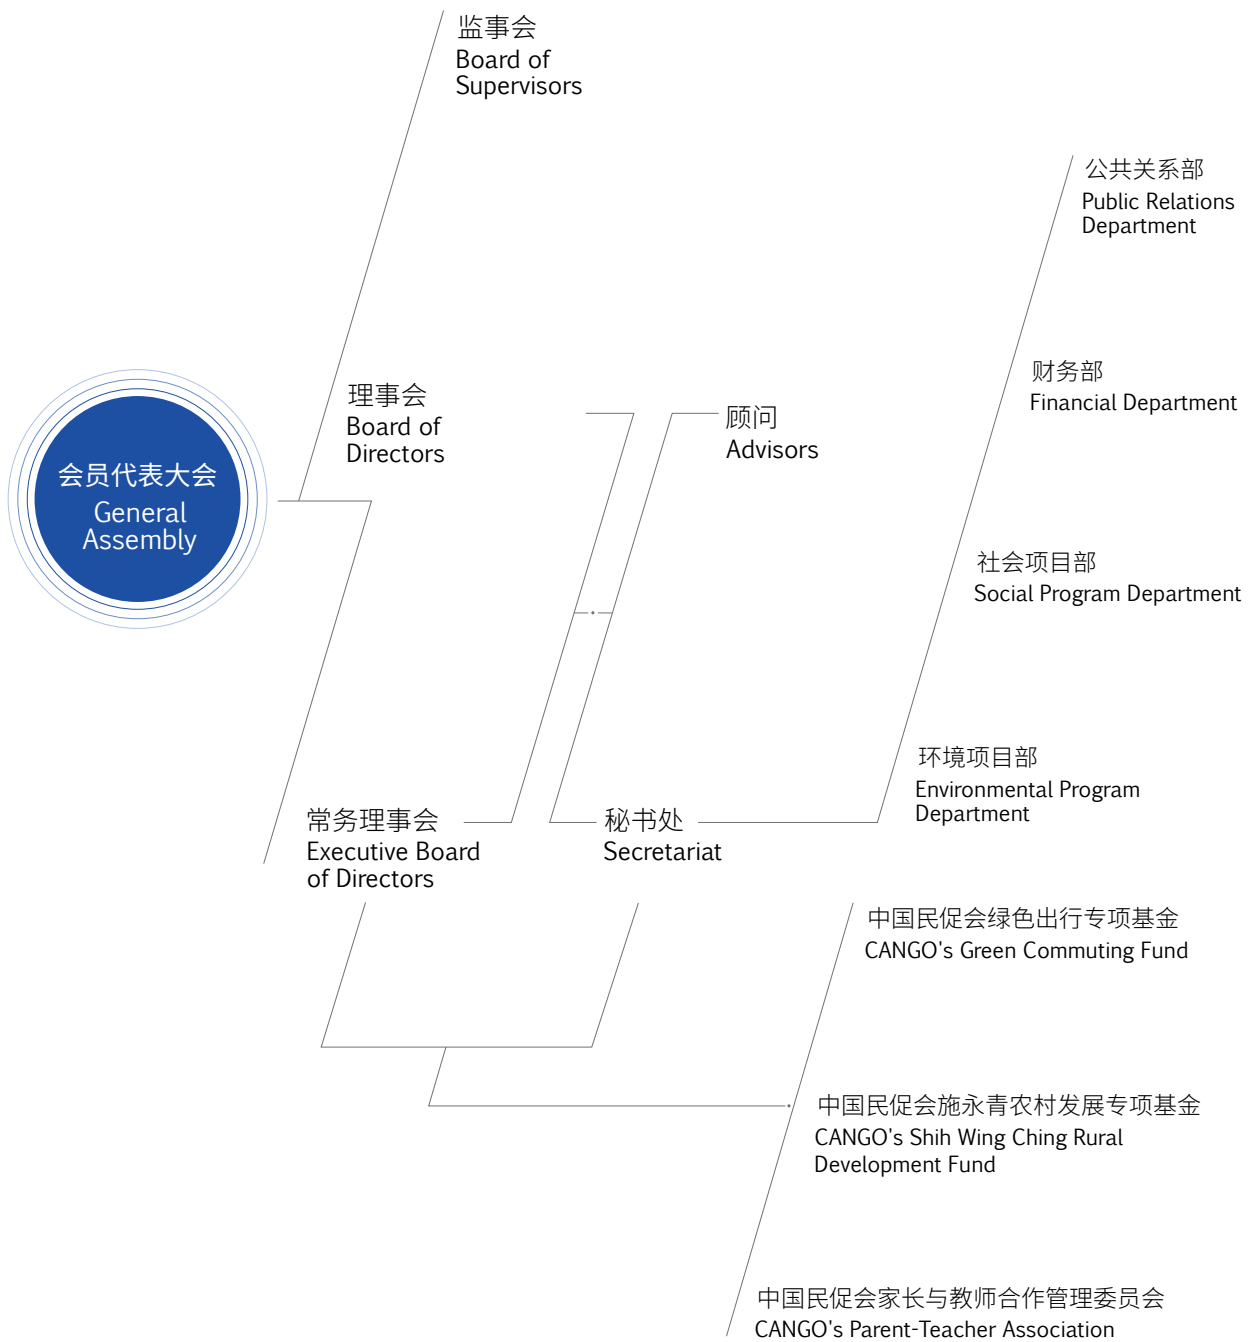 监事会
Board of
Supervisors
公共关系部
Public Relations
Department
理事会
Board of
Directors
顾问
Advisors
财务部
Financial Department
会员代表大会
General
Assembly
社会项目部
Social Program Department
环境项目部
Environmental Program
Department
常务理事会
Executive Board
of Directors
秘书处
Secretariat
中国民促会绿色出行专项基金
CANGO's Green Commuting Fund
中国民促会施永青农村发展专项基金
CANGO's Shih Wing Ching Rural
Development Fund
中国民促会家长与教师合作管理委员会
CANGO's Parent-Teacher Association